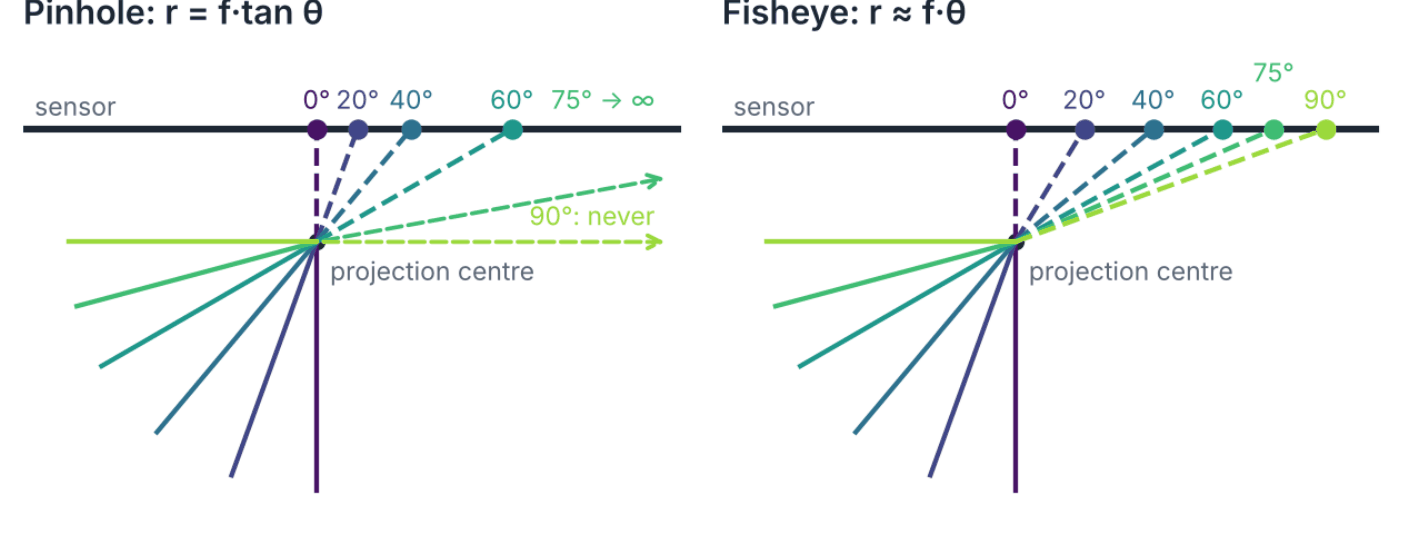 Pinhole: r = f·tan θ
sensor
0° 20° 40° 60° 75° → ∞
90°: never
projection centre
Fisheye: r ≈ f·θ
75°
sensor
0° 20° 40° 60° 90°
projection centre